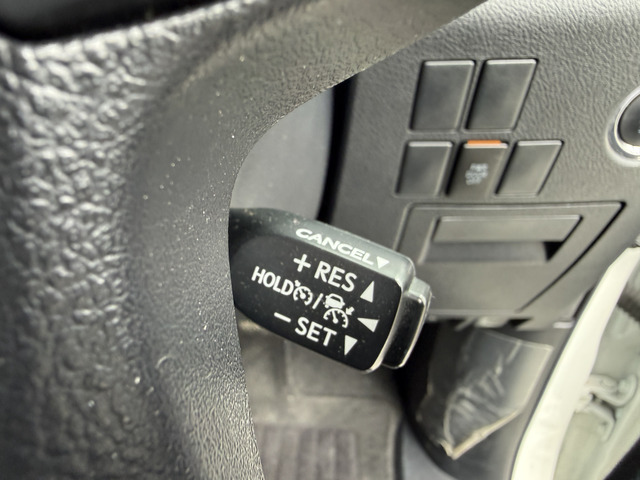 CANCEL▼
+ RES ▲
HOLD /
− SET ▼